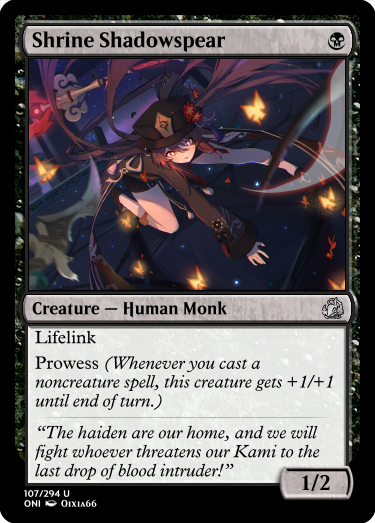 Shrine Shadowspear
Creature — Human Monk
Lifelink
Prowess (Whenever you cast a
noncreature spell, this creature gets +1/+1
until end of turn.)
“The haiden are our home, and we will
fight whoever threatens our Kami to the
last drop of blood intruder!”
1/2
107/294 U
ONI Oixia66